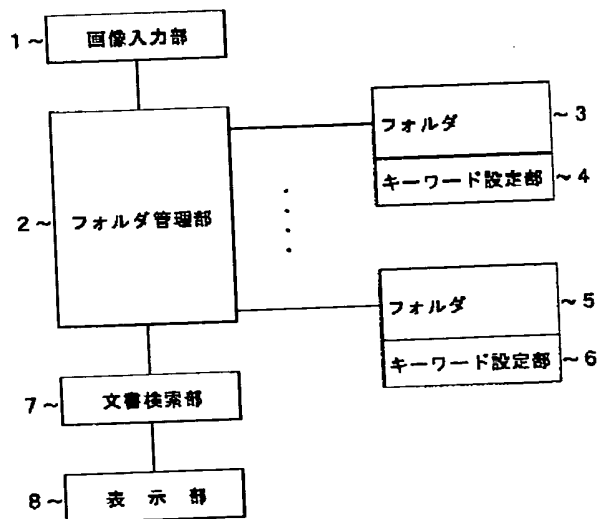 1～ 画像入力部
フォルダ ～3
キーワード設定部 ～4
2～ フォルダ管理部
フォルダ ～5
キーワード設定部 ～6
7～ 文書検索部
8～ 表示部